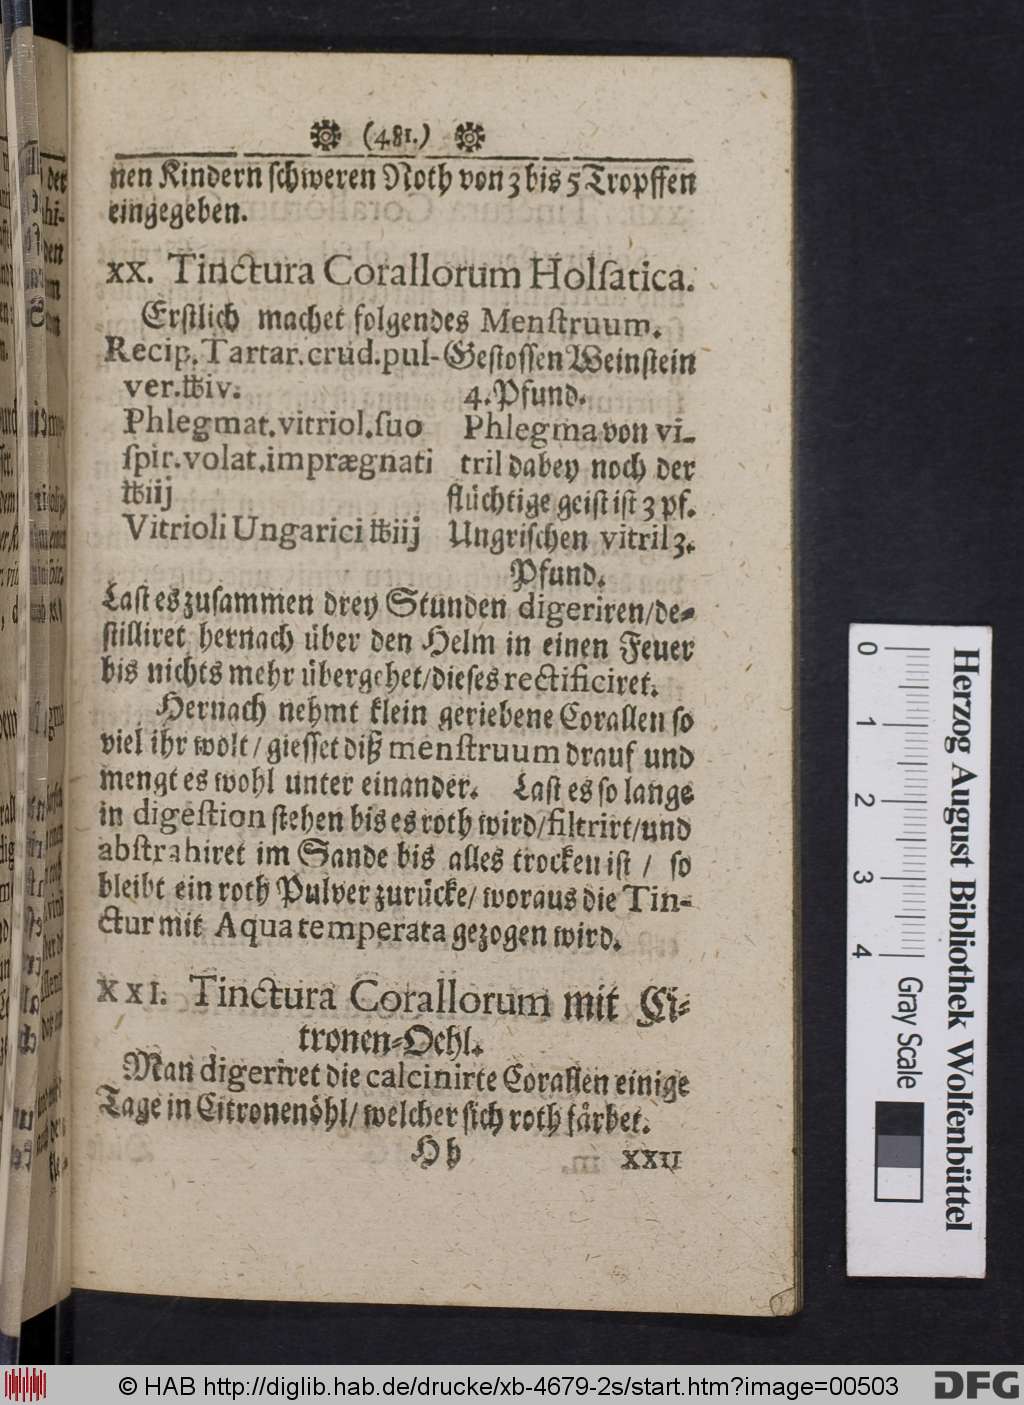 (481.)
nen Kindern schweren Noth von 3 bis 5 Tropffen
eingegeben.
XX. Tinctura Corallorum Holsatica.
Erstlich machet folgendes Menstruum.
Recip. Tartar. crud. pul- Gestossen Weinstein
ver. ℔iv. 4. Pfund.
Phlegmat. vitriol. suo Phlegma von vi-
spir. volat. imprægnati tril dabey noch der
℔iij flüchtige geist ist 3 pf.
Vitrioli Ungarici ℔iij Ungrischen vitril 3.
Pfund.
Last es zusammen drey Stunden digeriren/ de-
stilliret hernach über den Helm in einen Feuer
bis nichts mehr übergehet/ dieses rectificiret.
Hernach nehmt klein geriebene Corallen so
viel ihr wolt/ giesset diß menstruum drauf und
mengt es wohl unter einander. Last es so lange
in digestion stehen bis es roth wird/ filtrirt/ und
abstrahiret im Sande bis alles trocken ist / so
bleibt ein roth Pulver zurücke/ woraus die Tin-
ctur mit Aqua temperata gezogen wird.
XXI. Tinctura Corallorum mit Ci-
tronen-Oehl.
Man digeriret die calcinirte Corallen einige
Tage in Citronenöhl/ welcher sich roth färbet.
Hh XXII
0 1 2 3 4
Gray Scale
Herzog August Bibliothek Wolfenbüttel
© HAB http://diglib.hab.de/drucke/xb-4679-2s/start.htm?image=00503
DFG